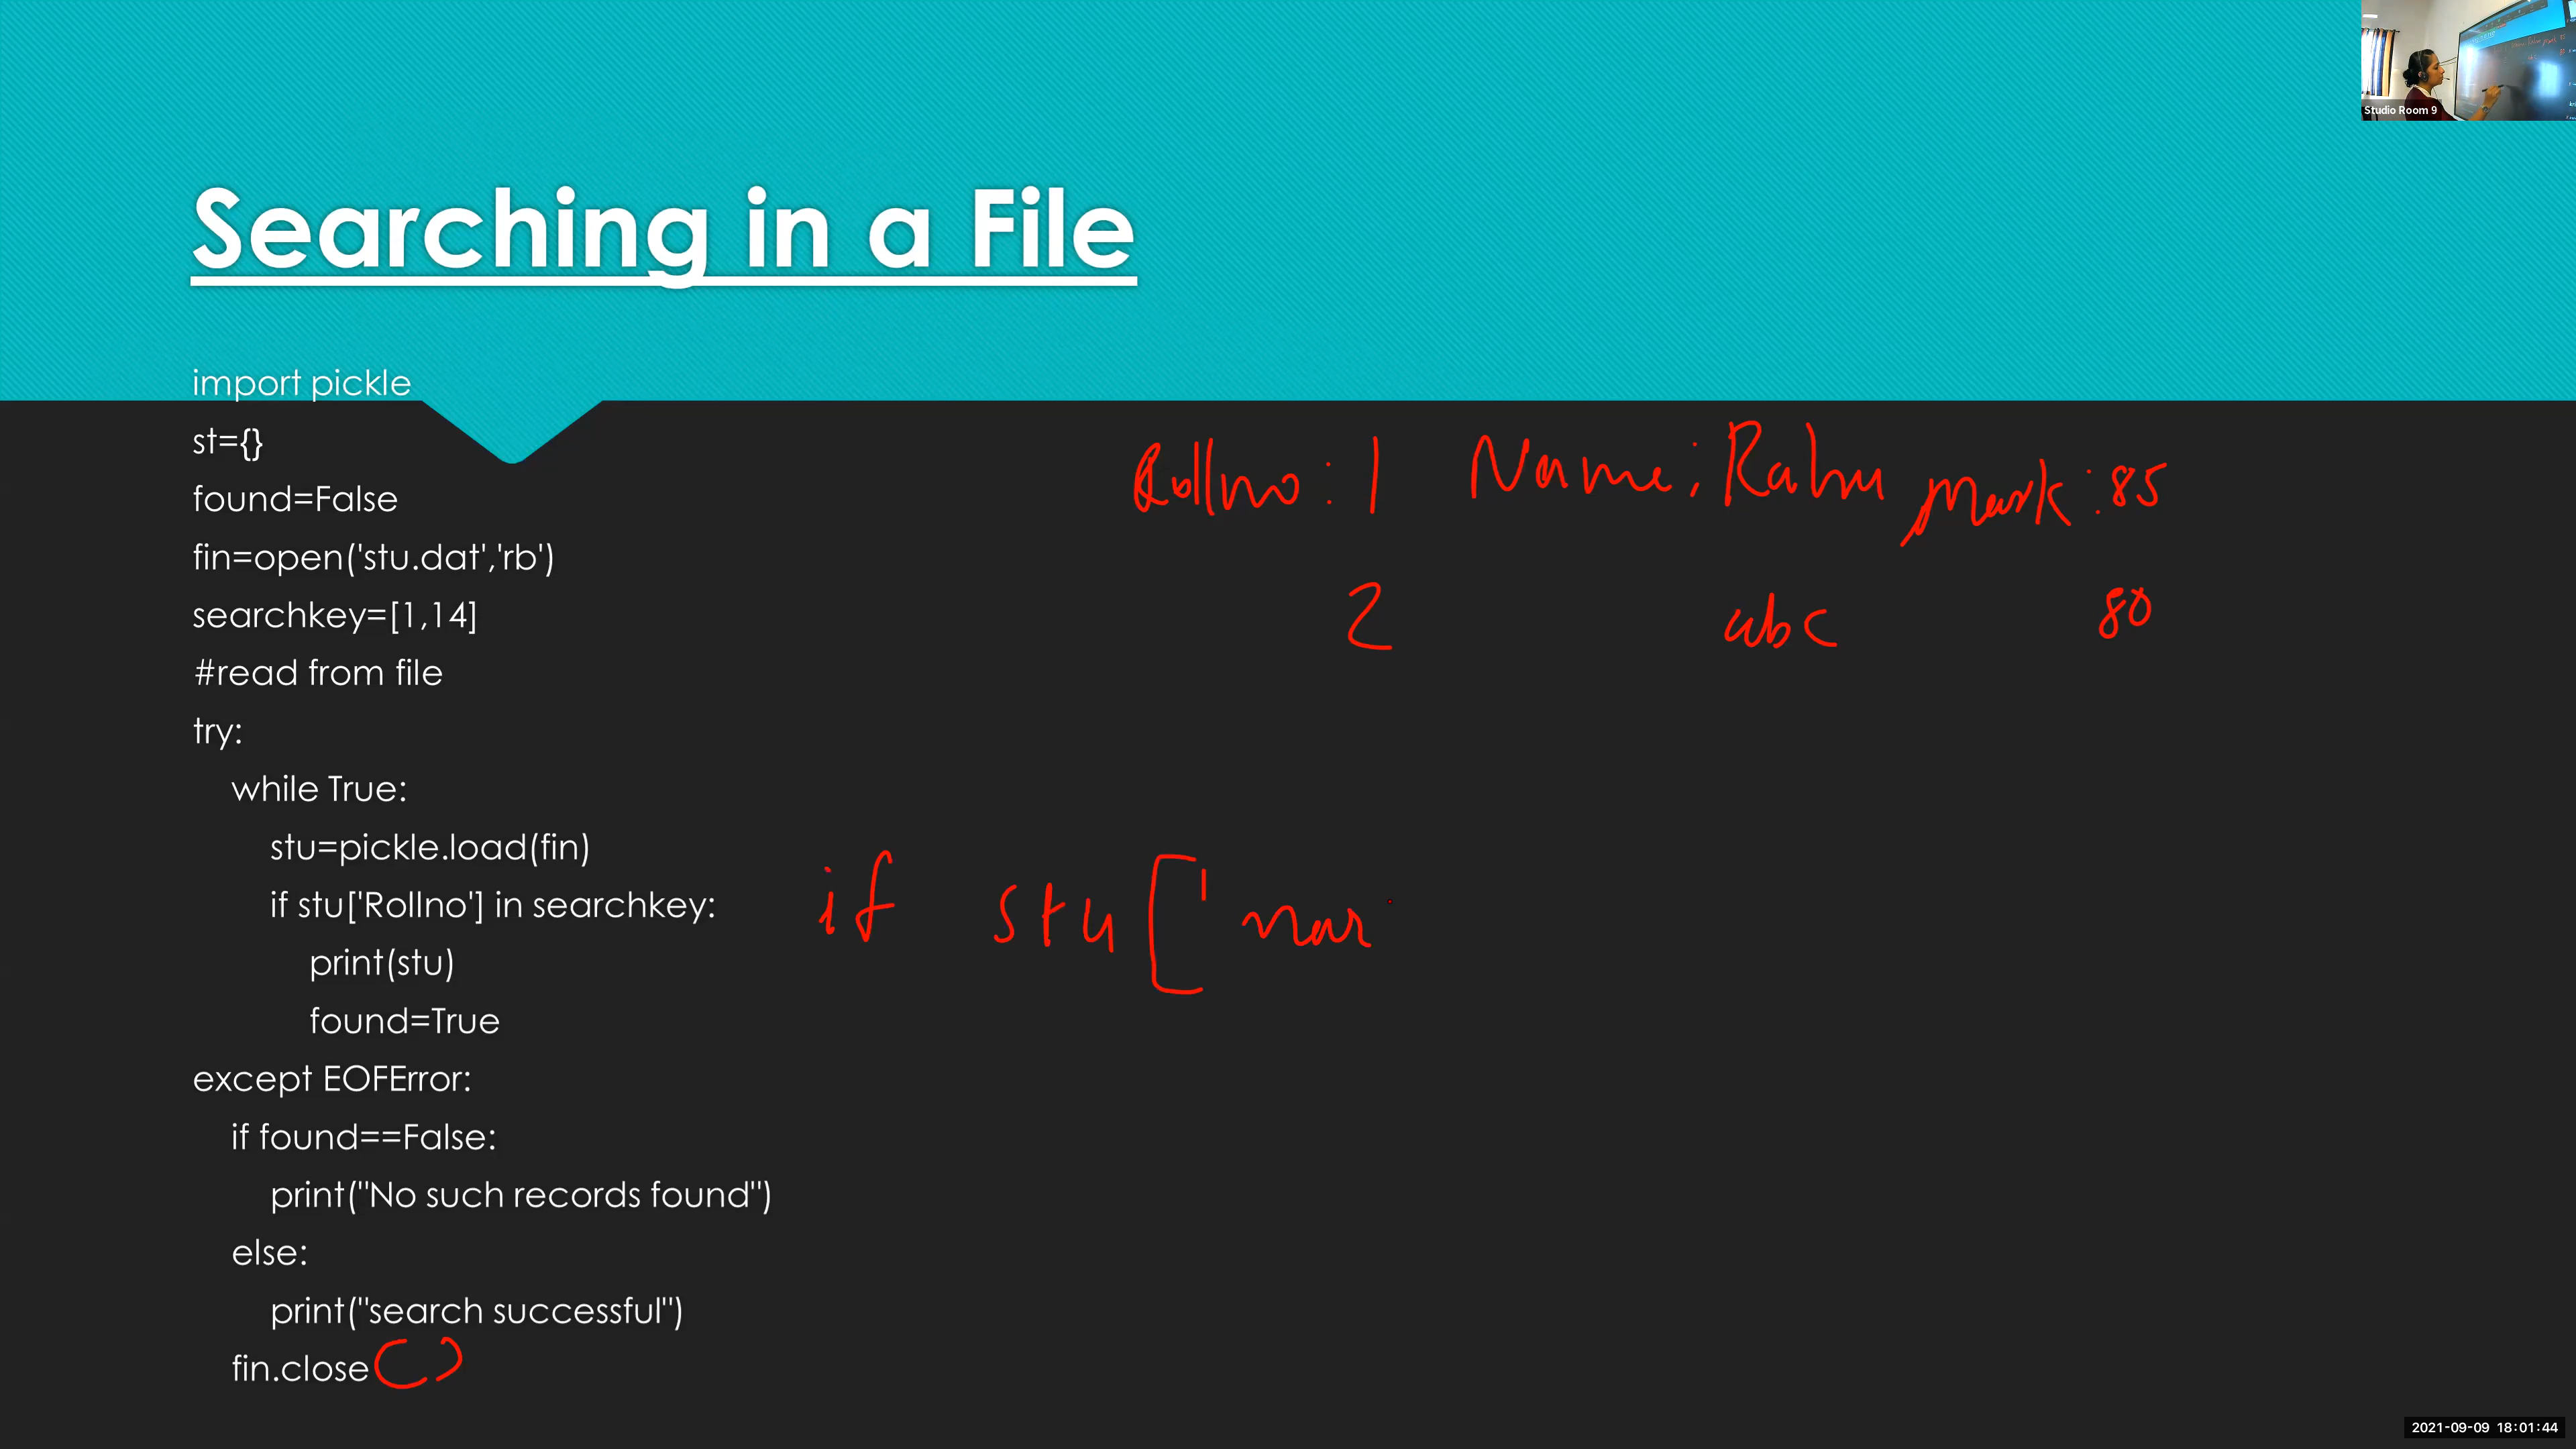 Studio Room 9
Searching in a File
import pickle
st={}
found=False
fin=open('stu.dat','rb')
searchkey=[1,14]
#read from file
try:
while True:
stu=pickle.load(fin)
if stu['Rollno'] in searchkey:
print(stu)
found=True
except EOFError:
if found==False:
print("No such records found")
else:
print("search successful")
fin.close()
Rollno: 1 Name: Rahu Mark: 85
2 abc 80
if stu['nar
2021-09-09 18:01:44